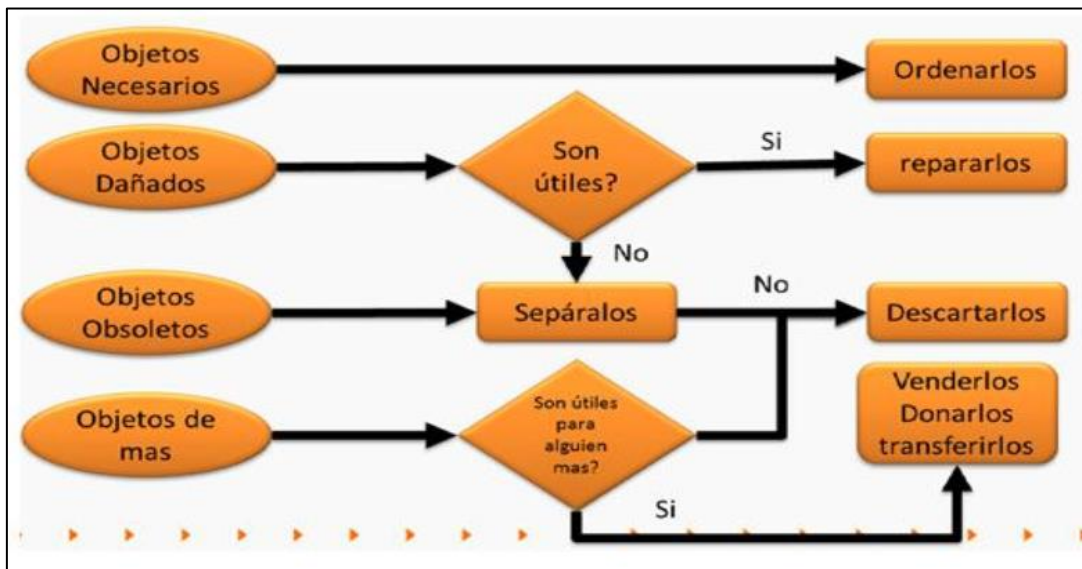 Objetos
Necesarios
Ordenarlos
Objetos
Dañados
Son
útiles?
Si
repararlos
No
Objetos
Obsoletos
Sepáralos
No
Descartarlos
Objetos de
mas
Son útiles
para
alguien
mas?
Si
Venderlos
Donarlos
transferirlos